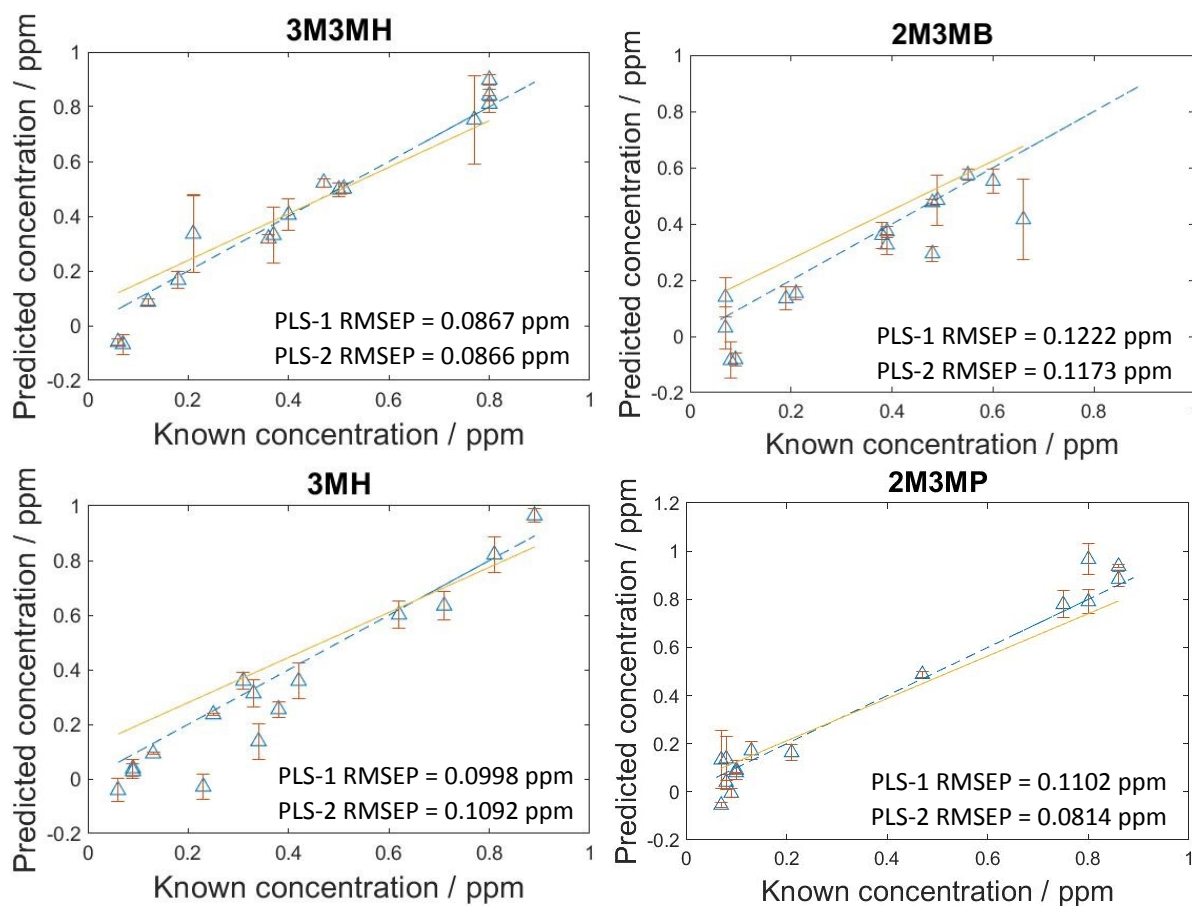 3M3MH
1
0.8
0.6
0.4
0.2
0
-0.2
Predicted concentration / ppm
PLS-1 RMSEP = 0.0867 ppm
PLS-2 RMSEP = 0.0866 ppm
0 0.2 0.4 0.6 0.8 1
Known concentration / ppm
2M3MB
1
0.8
0.6
0.4
0.2
0
-0.2
Predicted concentration / ppm
PLS-1 RMSEP = 0.1222 ppm
PLS-2 RMSEP = 0.1173 ppm
0 0.2 0.4 0.6 0.8 1
Known concentration / ppm
3MH
1
0.8
0.6
0.4
0.2
0
-0.2
Predicted concentration / ppm
PLS-1 RMSEP = 0.0998 ppm
PLS-2 RMSEP = 0.1092 ppm
0 0.2 0.4 0.6 0.8 1
Known concentration / ppm
2M3MP
1.2
1
0.8
0.6
0.4
0.2
0
-0.2
Predicted concentration / ppm
PLS-1 RMSEP = 0.1102 ppm
PLS-2 RMSEP = 0.0814 ppm
0 0.2 0.4 0.6 0.8 1
Known concentration / ppm